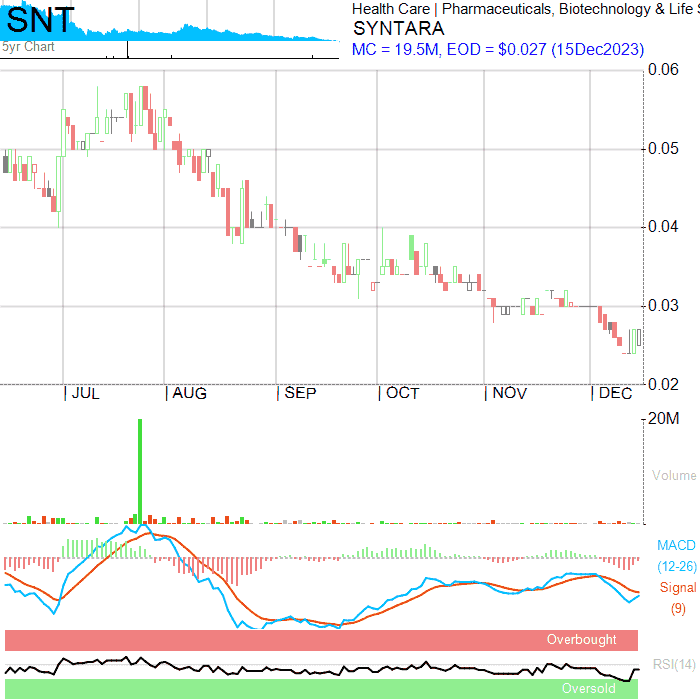 SNT
5yr Chart
Health Care | Pharmaceuticals, Biotechnology & Life S
SYNTARA
MC = 19.5M, EOD = $0.027 (15Dec2023)
0.06
0.05
0.04
0.03
0.02
JUL AUG SEP OCT NOV DEC
20M
Volume
MACD
(12-26)
Signal
(9)
Overbought
RSI(14)
Oversold